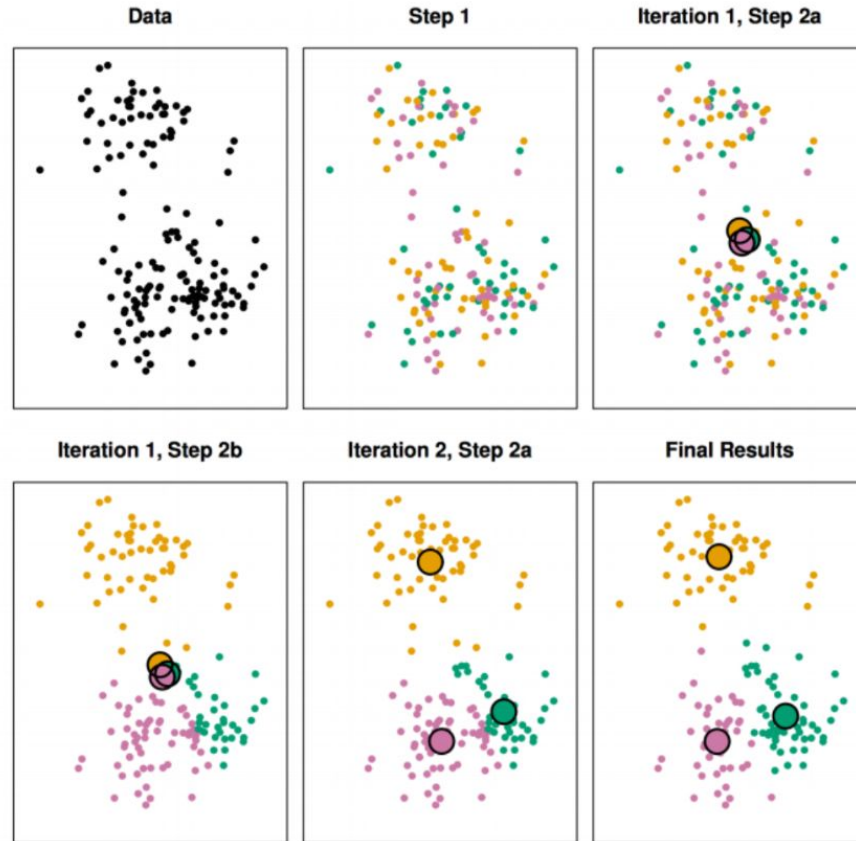 Data
Step 1
Iteration 1, Step 2a
Iteration 1, Step 2b
Iteration 2, Step 2a
Final Results